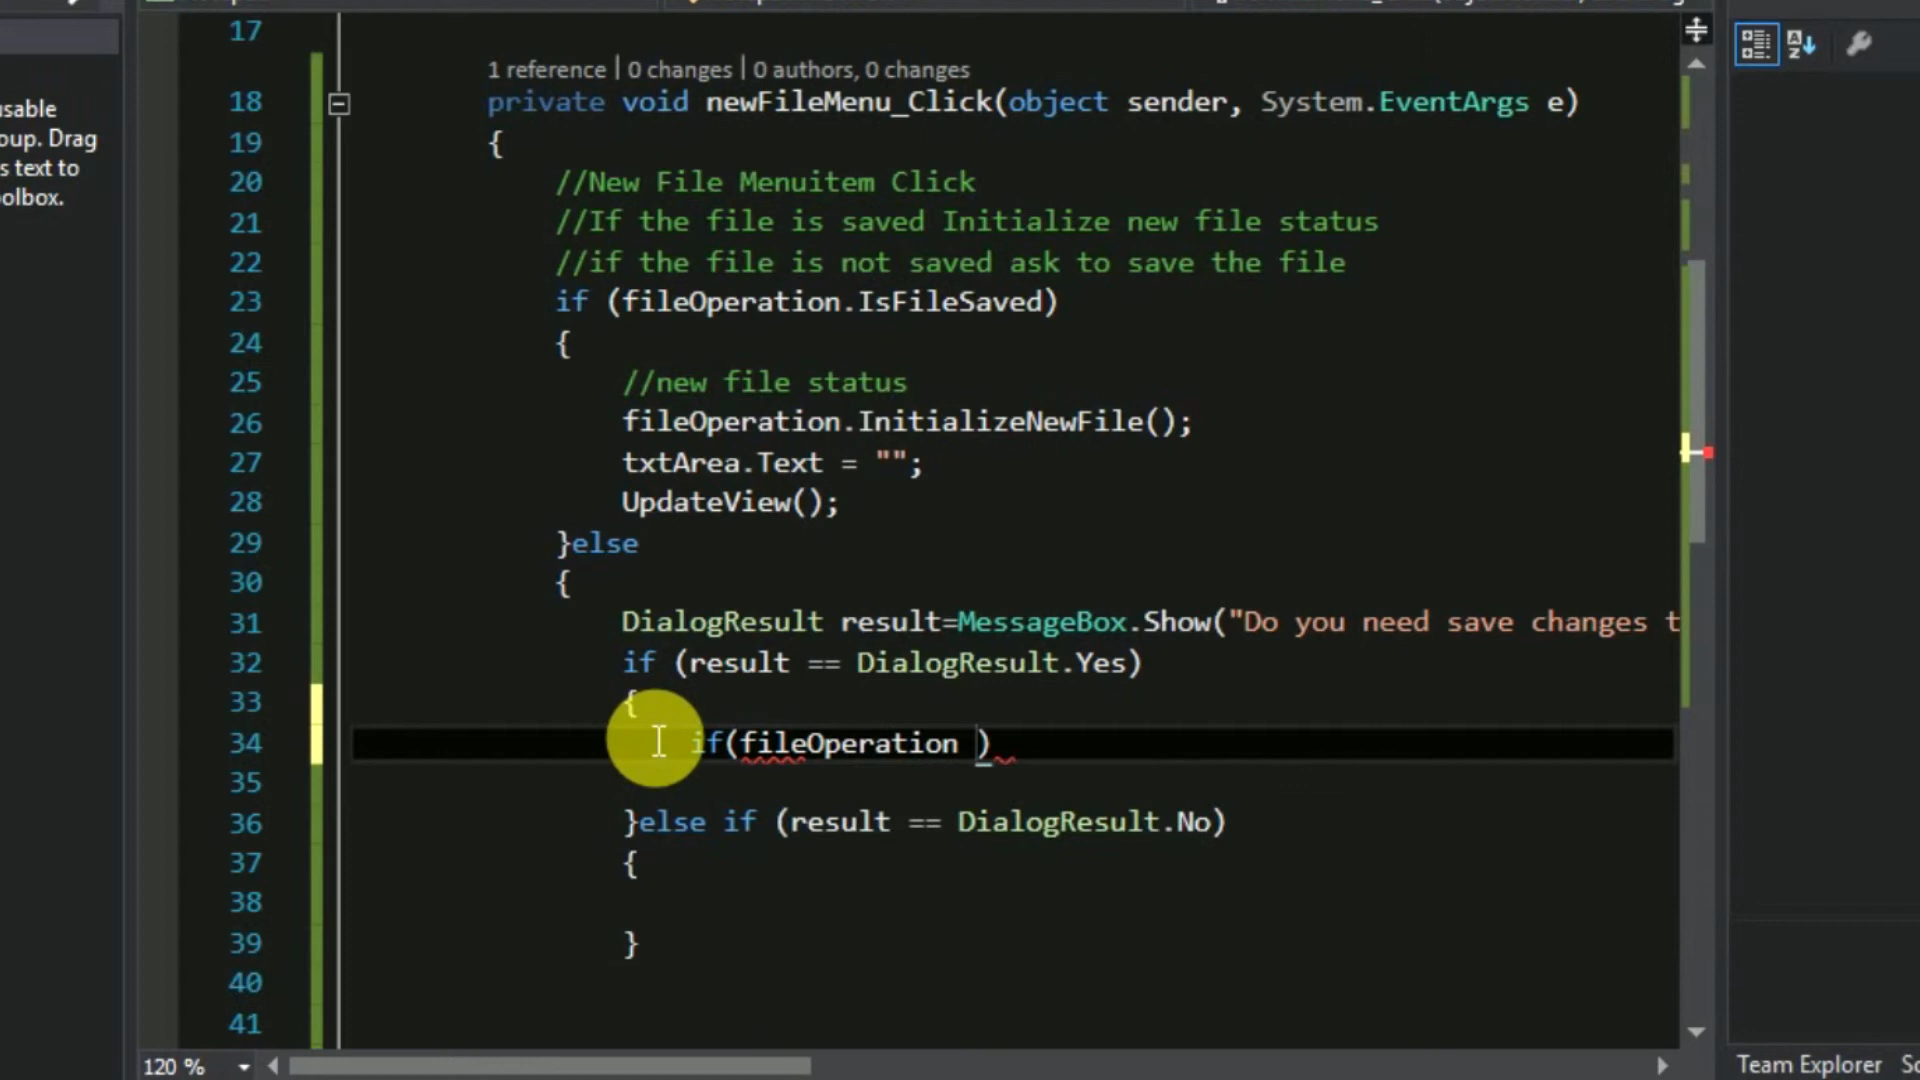 usable
oup. Drag
s text to
olbox.
17
1 reference | 0 changes | 0 authors, 0 changes
18 private void newFileMenu_Click(object sender, System.EventArgs e)
19 {
20 //New File Menuitem Click
21 //If the file is saved Initialize new file status
22 //if the file is not saved ask to save the file
23 if (fileOperation.IsFileSaved)
24 {
25 //new file status
26 fileOperation.InitializeNewFile();
27 txtArea.Text = "";
28 UpdateView();
29 }else
30 {
31 DialogResult result=MessageBox.Show("Do you need save changes t
32 if (result == DialogResult.Yes)
33 {
34 if(fileOperation )
35
36 }else if (result == DialogResult.No)
37 {
38
39 }
40
41
120 %
Team Explorer